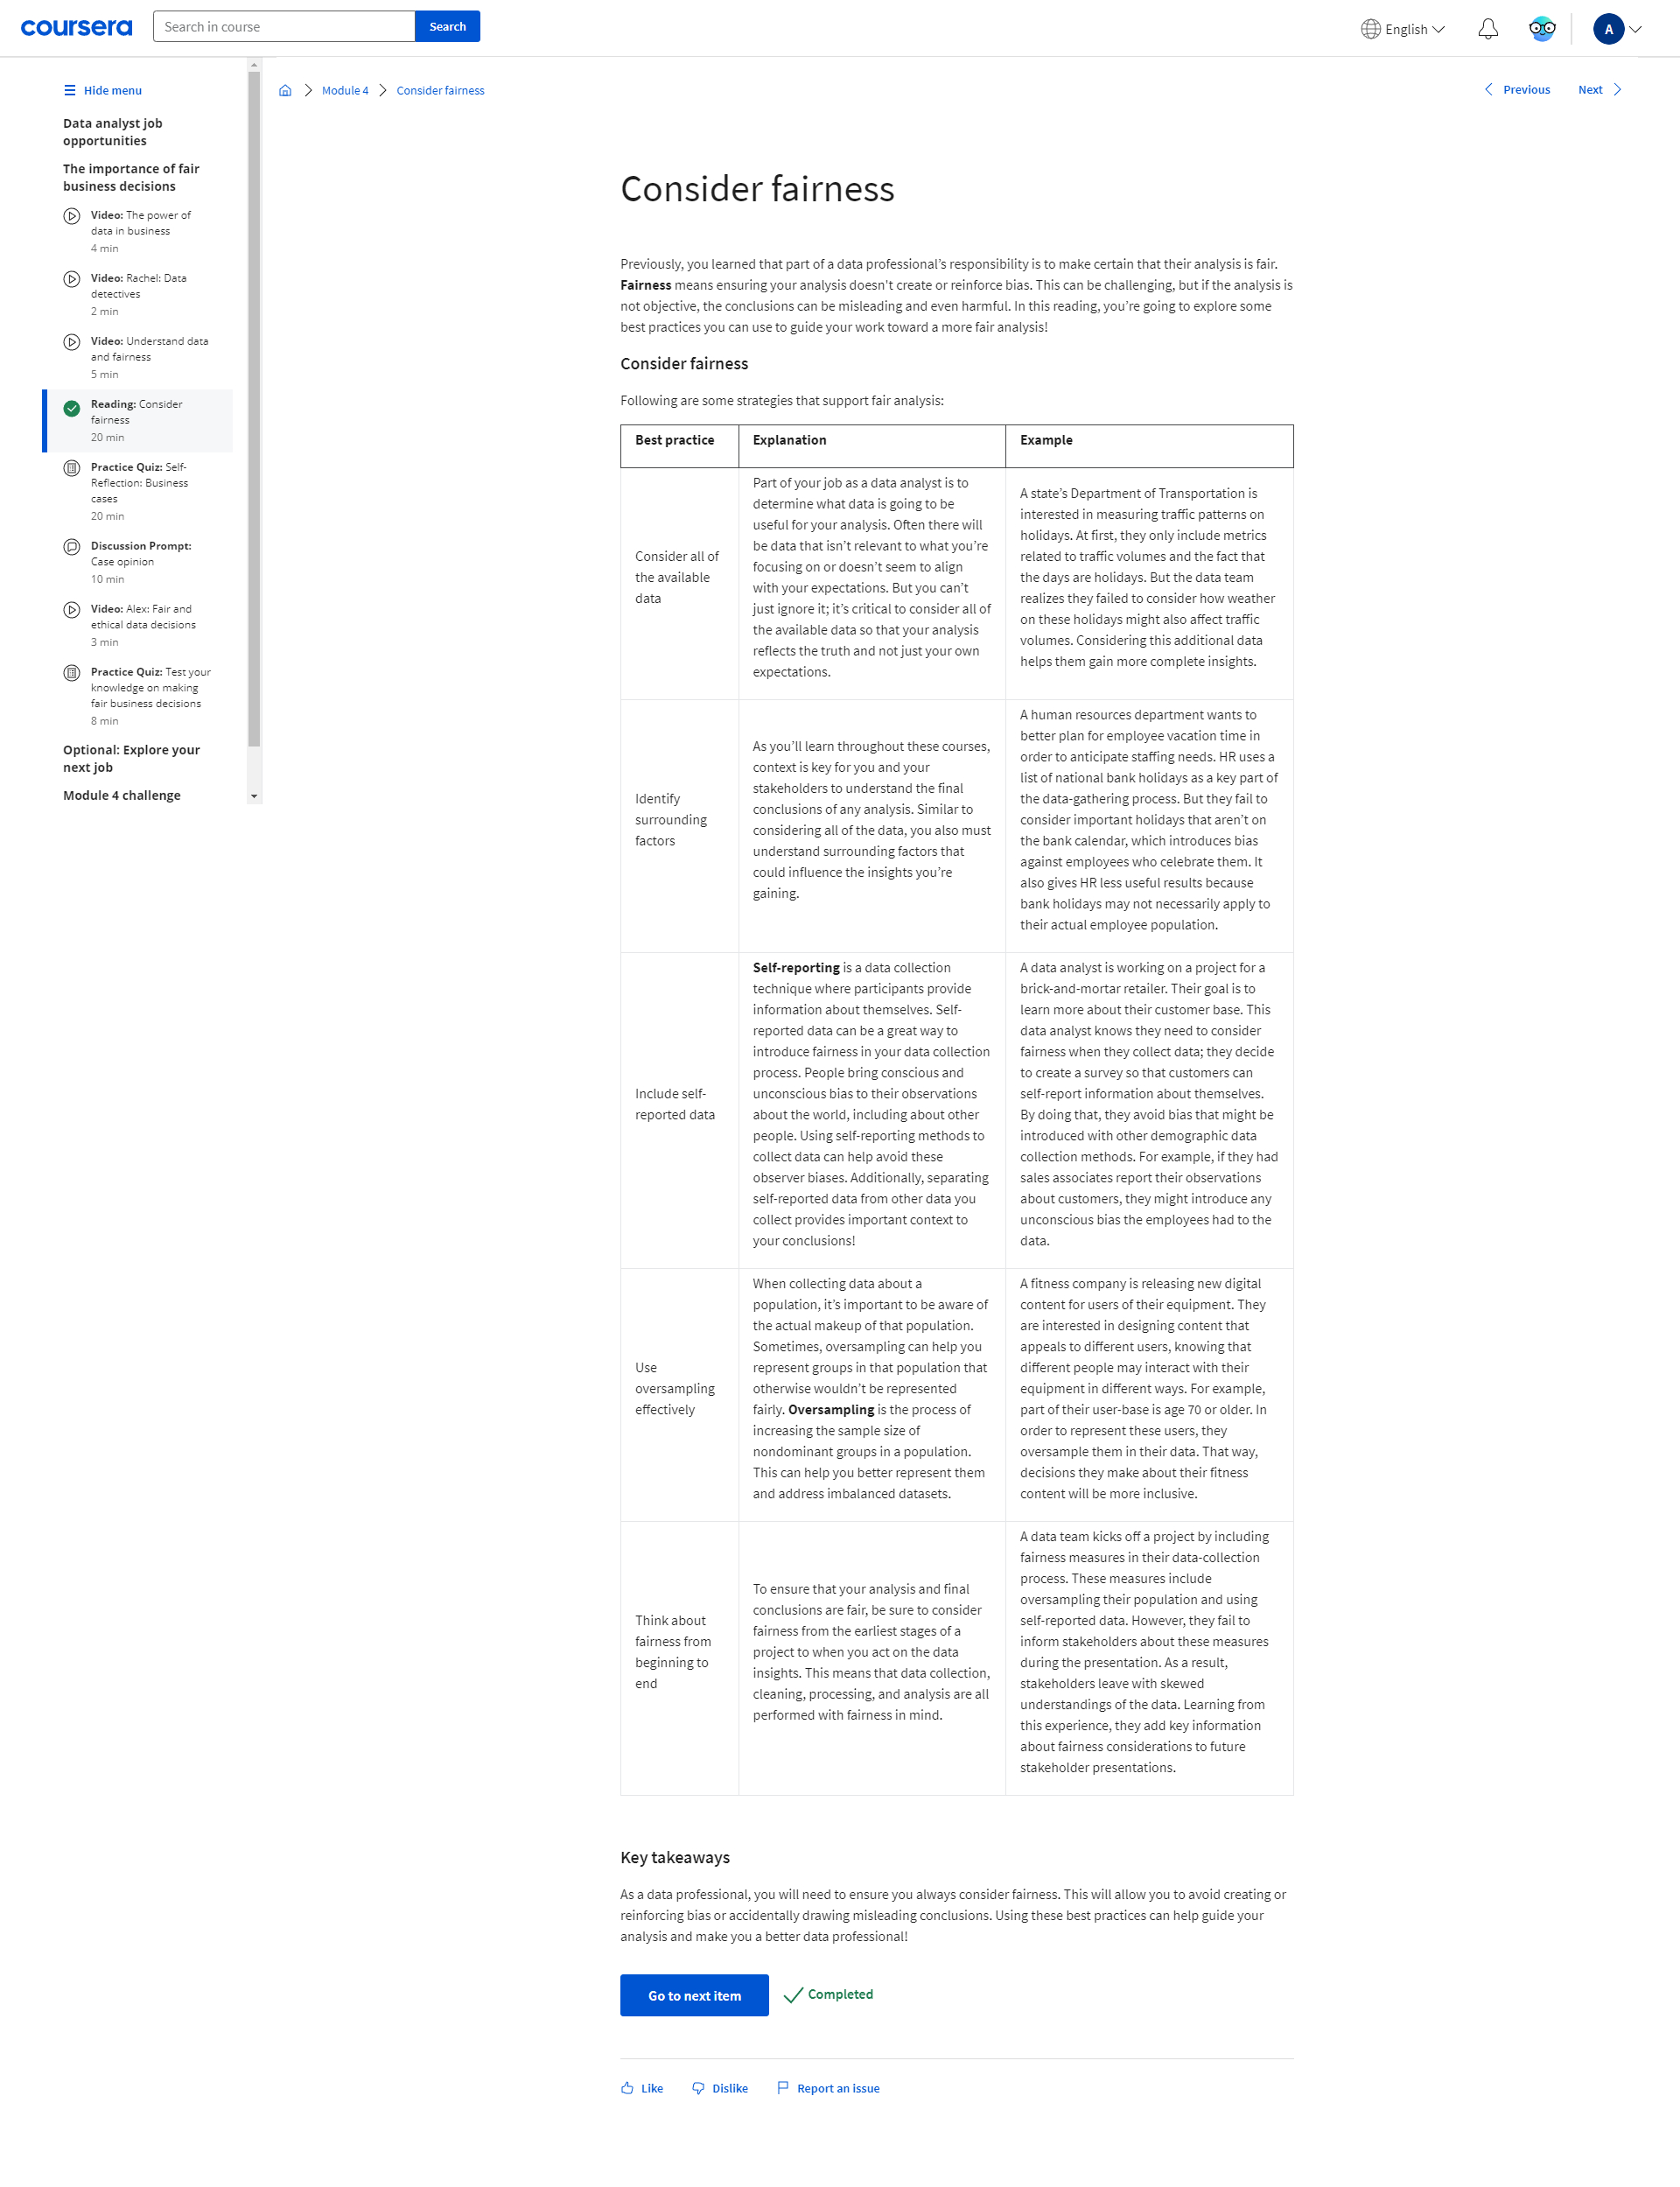 coursera
Search in course
Search
English
A
Hide menu
Data analyst job
opportunities
The importance of fair
business decisions
Video: The power of
data in business
4 min
Video: Rachel: Data
detectives
2 min
Video: Understand data
and fairness
5 min
Reading: Consider
fairness
20 min
Practice Quiz: Self-
Reflection: Business
cases
20 min
Discussion Prompt:
Case opinion
10 min
Video: Alex: Fair and
ethical data decisions
3 min
Practice Quiz: Test your
knowledge on making
fair business decisions
8 min
Optional: Explore your
next job
Module 4 challenge
Module 4
Consider fairness
Previous
Next
Consider fairness
Previously, you learned that part of a data professional’s responsibility is to make certain that their analysis is fair.
Fairness means ensuring your analysis doesn't create or reinforce bias. This can be challenging, but if the analysis is
not objective, the conclusions can be misleading and even harmful. In this reading, you’re going to explore some
best practices you can use to guide your work toward a more fair analysis!
Consider fairness
Following are some strategies that support fair analysis:
Best practice
Explanation
Example
Consider all of
the available
data
Part of your job as a data analyst is to
determine what data is going to be
useful for your analysis. Often there will
be data that isn’t relevant to what you’re
focusing on or doesn’t seem to align
with your expectations. But you can’t
just ignore it; it’s critical to consider all of
the available data so that your analysis
reflects the truth and not just your own
expectations.
A state’s Department of Transportation is
interested in measuring traffic patterns on
holidays. At first, they only include metrics
related to traffic volumes and the fact that
the days are holidays. But the data team
realizes they failed to consider how weather
on these holidays might also affect traffic
volumes. Considering this additional data
helps them gain more complete insights.
Identify
surrounding
factors
As you’ll learn throughout these courses,
context is key for you and your
stakeholders to understand the final
conclusions of any analysis. Similar to
considering all of the data, you also must
understand surrounding factors that
could influence the insights you’re
gaining.
A human resources department wants to
better plan for employee vacation time in
order to anticipate staffing needs. HR uses a
list of national bank holidays as a key part of
the data-gathering process. But they fail to
consider important holidays that aren’t on
the bank calendar, which introduces bias
against employees who celebrate them. It
also gives HR less useful results because
bank holidays may not necessarily apply to
their actual employee population.
Include self-
reported data
Self-reporting is a data collection
technique where participants provide
information about themselves. Self-
reported data can be a great way to
introduce fairness in your data collection
process. People bring conscious and
unconscious bias to their observations
about the world, including about other
people. Using self-reporting methods to
collect data can help avoid these
observer biases. Additionally, separating
self-reported data from other data you
collect provides important context to
your conclusions!
A data analyst is working on a project for a
brick-and-mortar retailer. Their goal is to
learn more about their customer base. This
data analyst knows they need to consider
fairness when they collect data; they decide
to create a survey so that customers can
self-report information about themselves.
By doing that, they avoid bias that might be
introduced with other demographic data
collection methods. For example, if they had
sales associates report their observations
about customers, they might introduce any
unconscious bias the employees had to the
data.
Use
oversampling
effectively
When collecting data about a
population, it’s important to be aware of
the actual makeup of that population.
Sometimes, oversampling can help you
represent groups in that population that
otherwise wouldn’t be represented
fairly. Oversampling is the process of
increasing the sample size of
nondominant groups in a population.
This can help you better represent them
and address imbalanced datasets.
A fitness company is releasing new digital
content for users of their equipment. They
are interested in designing content that
appeals to different users, knowing that
different people may interact with their
equipment in different ways. For example,
part of their user-base is age 70 or older. In
order to represent these users, they
oversample them in their data. That way,
decisions they make about their fitness
content will be more inclusive.
Think about
fairness from
beginning to
end
To ensure that your analysis and final
conclusions are fair, be sure to consider
fairness from the earliest stages of a
project to when you act on the data
insights. This means that data collection,
cleaning, processing, and analysis are all
performed with fairness in mind.
A data team kicks off a project by including
fairness measures in their data-collection
process. These measures include
oversampling their population and using
self-reported data. However, they fail to
inform stakeholders about these measures
during the presentation. As a result,
stakeholders leave with skewed
understandings of the data. Learning from
this experience, they add key information
about fairness considerations to future
stakeholder presentations.
Key takeaways
As a data professional, you will need to ensure you always consider fairness. This will allow you to avoid creating or
reinforcing bias or accidentally drawing misleading conclusions. Using these best practices can help guide your
analysis and make you a better data professional!
Go to next item
Completed
Like
Dislike
Report an issue